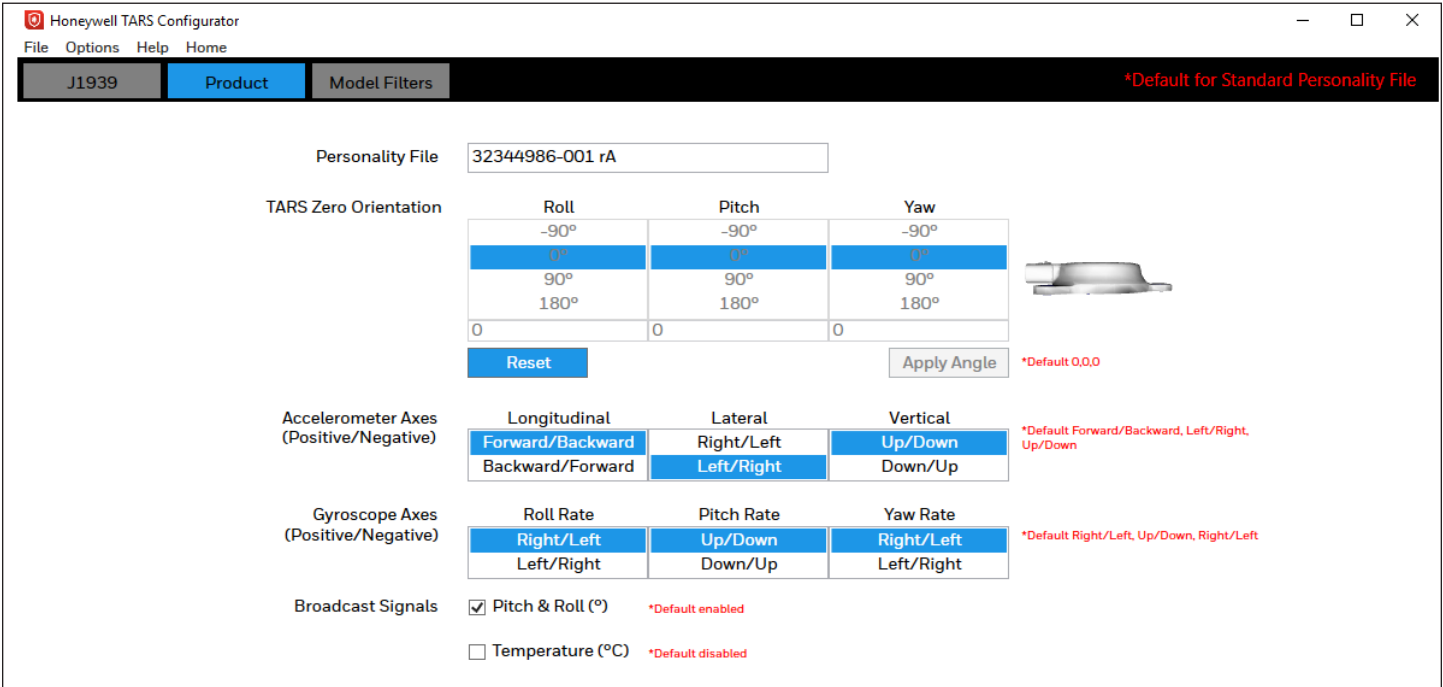 Honeywell TARS Configurator
File Options Help Home
J1939 Product Model Filters *Default for Standard Personality File
Personality File 32344986-001 rA
TARS Zero Orientation Roll Pitch Yaw
-90º -90º -90º
0º 0º 0º
90º 90º 90º
180º 180º 180º
0 0 0
Reset Apply Angle *Default 0,0,0
Accelerometer Axes Longitudinal Lateral Vertical
(Positive/Negative) Forward/Backward Right/Left Up/Down *Default Forward/Backward, Left/Right,
Up/Down
Backward/Forward Left/Right Down/Up
Gyroscope Axes Roll Rate Pitch Rate Yaw Rate
(Positive/Negative) Right/Left Up/Down Right/Left *Default Right/Left, Up/Down, Right/Left
Left/Right Down/Up Left/Right
Broadcast Signals Pitch & Roll (º) *Default enabled
Temperature (ºC) *Default disabled